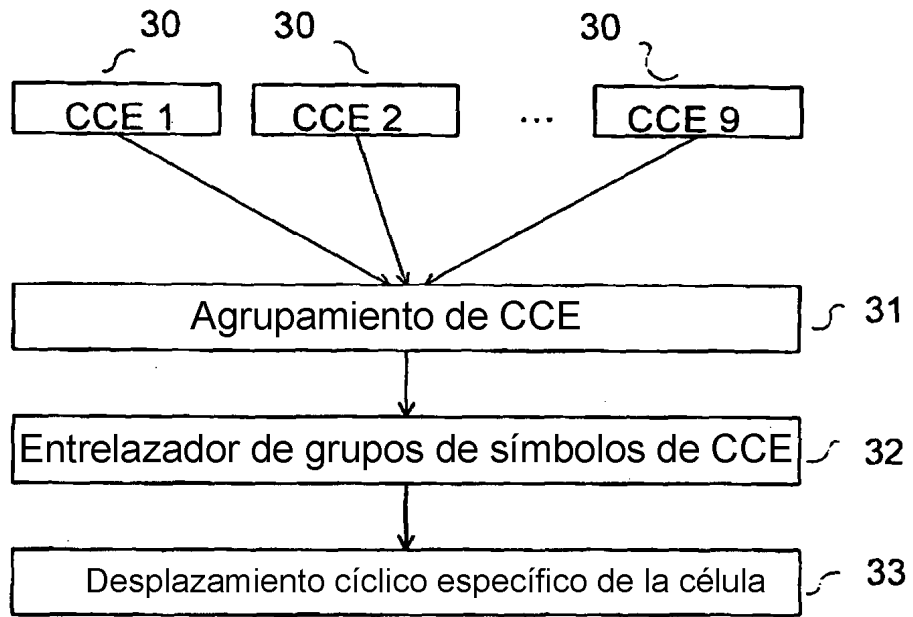 30 30 30
CCE 1 CCE 2 ... CCE 9
Agrupamiento de CCE 31
Entrelazador de grupos de símbolos de CCE 32
Desplazamiento cíclico específico de la célula 33